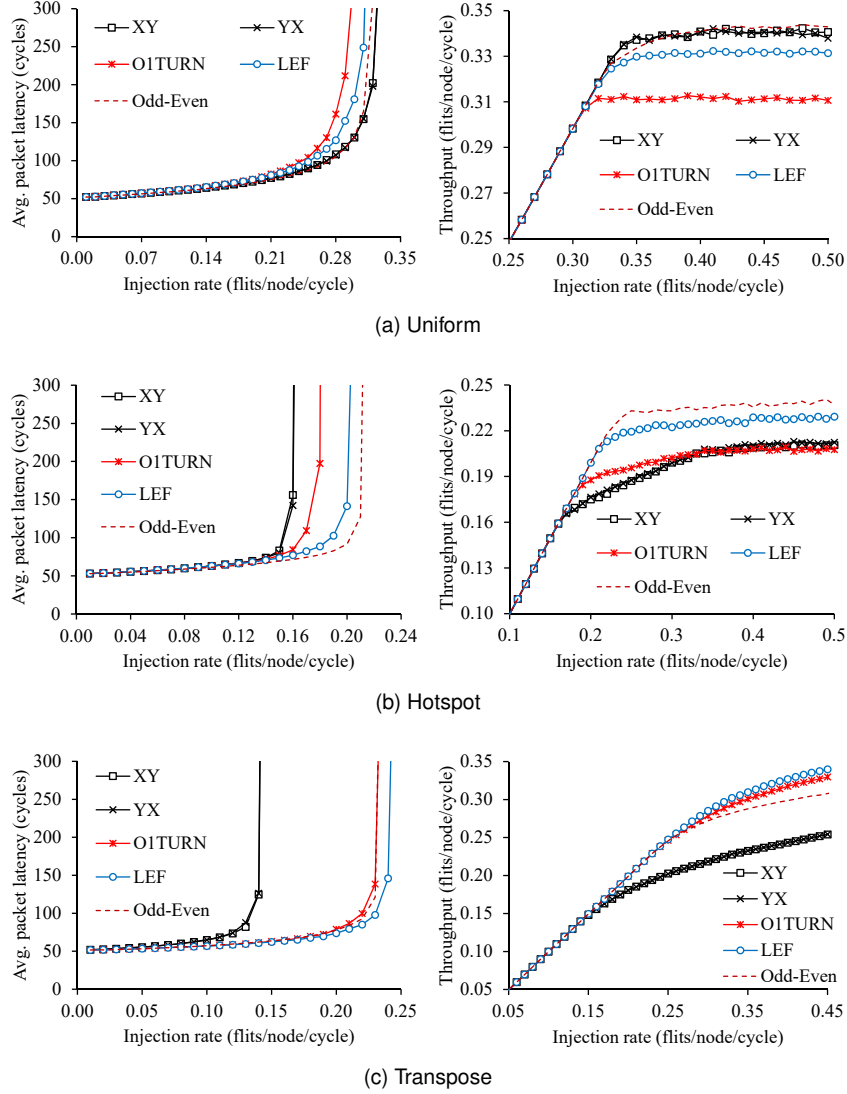 300
250
200
150
100
50
0
0.00 0.07 0.14 0.21 0.28 0.35
Avg. packet latency (cycles)
Injection rate (flits/node/cycle)
XY YX
O1TURN LEF
Odd-Even
0.35
0.33
0.31
0.29
0.27
0.25
0.25 0.30 0.35 0.40 0.45 0.50
Throughput (flits/node/cycle)
Injection rate (flits/node/cycle)
XY YX
O1TURN LEF
Odd-Even
(a) Uniform
300
250
200
150
100
50
0
0.00 0.04 0.08 0.12 0.16 0.20 0.24
Avg. packet latency (cycles)
Injection rate (flits/node/cycle)
XY
YX
O1TURN
LEF
Odd-Even
0.25
0.22
0.19
0.16
0.13
0.10
0.1 0.2 0.3 0.4 0.5
Throughput (flits/node/cycle)
Injection rate (flits/node/cycle)
XY YX
O1TURN LEF
Odd-Even
(b) Hotspot
300
250
200
150
100
50
0
0.00 0.05 0.10 0.15 0.20 0.25
Avg. packet latency (cycles)
Injection rate (flits/node/cycle)
XY
YX
O1TURN
LEF
Odd-Even
0.35
0.30
0.25
0.20
0.15
0.10
0.05
0.05 0.15 0.25 0.35 0.45
Throughput (flits/node/cycle)
Injection rate (flits/node/cycle)
XY
YX
O1TURN
LEF
Odd-Even
(c) Transpose